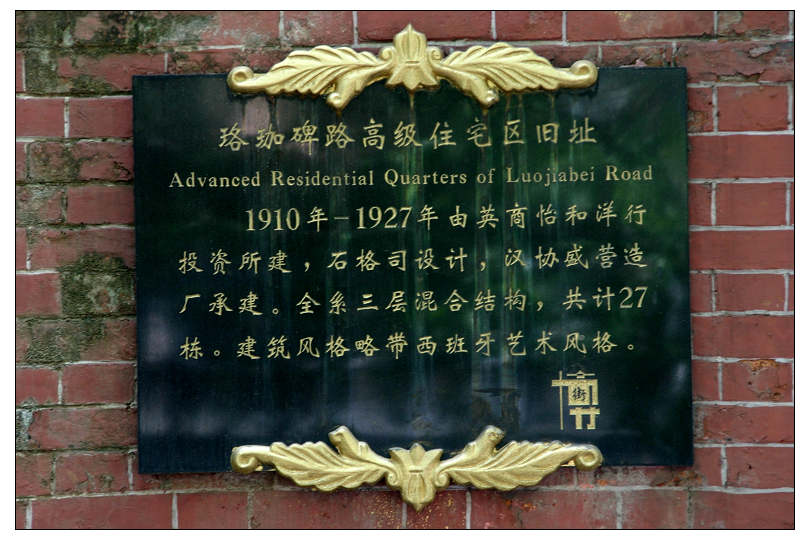 珞珈碑路高级住宅区旧址
Advanced Residential Quarters of Luojiabei Road
1910年-1927年由英商怡和洋行
投资所建，石格司设计，汉协盛营造
厂承建。全系三层混合结构，共计27
栋。建筑风格略带西班牙艺术风格。
街